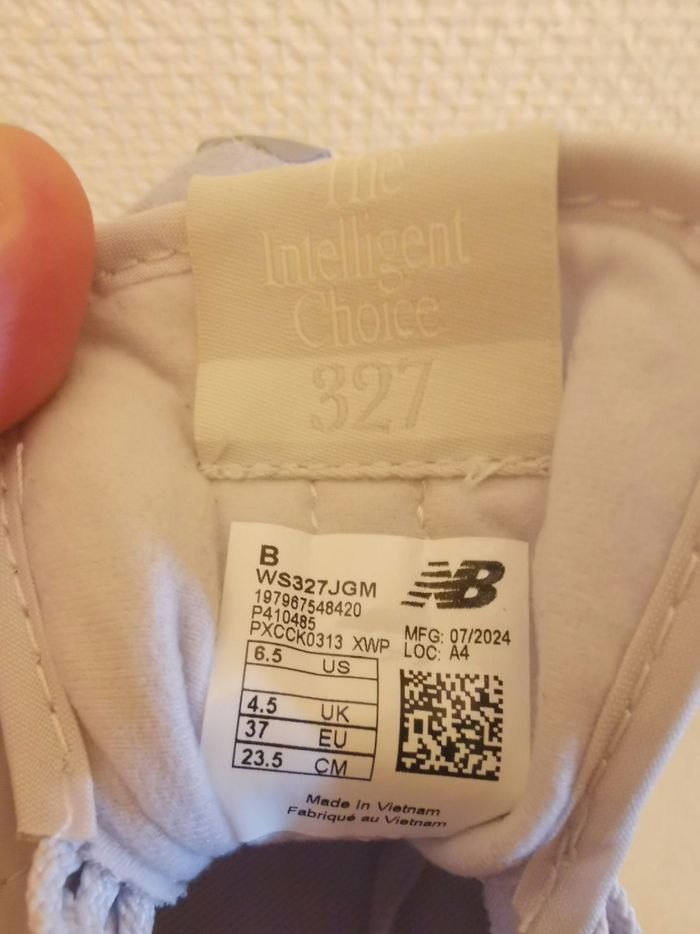 The
Intelligent
Choice
327
B
WS327JGM
197967548420
P410485
PXCCK0313 XWP
NB
MFG: 07/2024
LOC: A4
6.5 US
4.5 UK
37 EU
23.5 CM
Made In Vietnam
Fabriqué au Vietnam